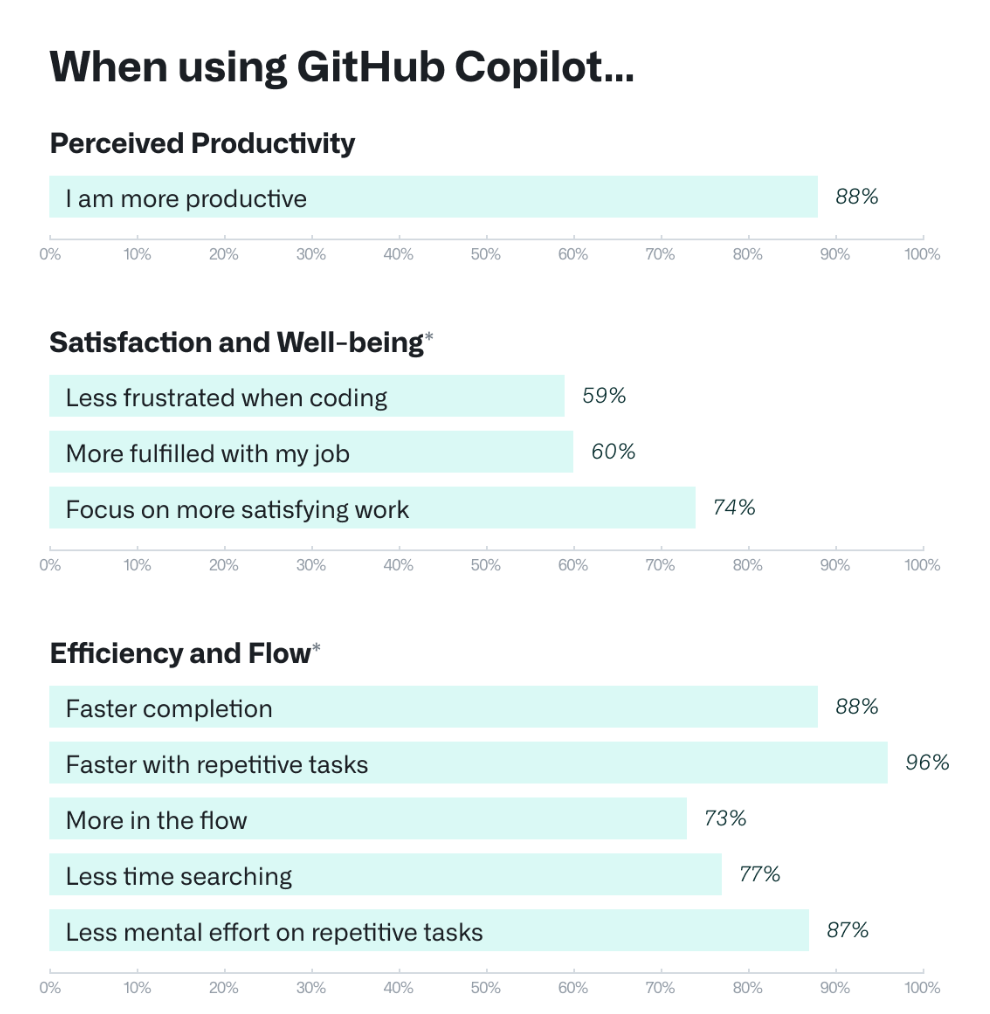 When using GitHub Copilot...
Perceived Productivity
I am more productive 88%
0% 10% 20% 30% 40% 50% 60% 70% 80% 90% 100%
Satisfaction and Well-being*
Less frustrated when coding 59%
More fulfilled with my job 60%
Focus on more satisfying work 74%
0% 10% 20% 30% 40% 50% 60% 70% 80% 90% 100%
Efficiency and Flow*
Faster completion 88%
Faster with repetitive tasks 96%
More in the flow 73%
Less time searching 77%
Less mental effort on repetitive tasks 87%
0% 10% 20% 30% 40% 50% 60% 70% 80% 90% 100%